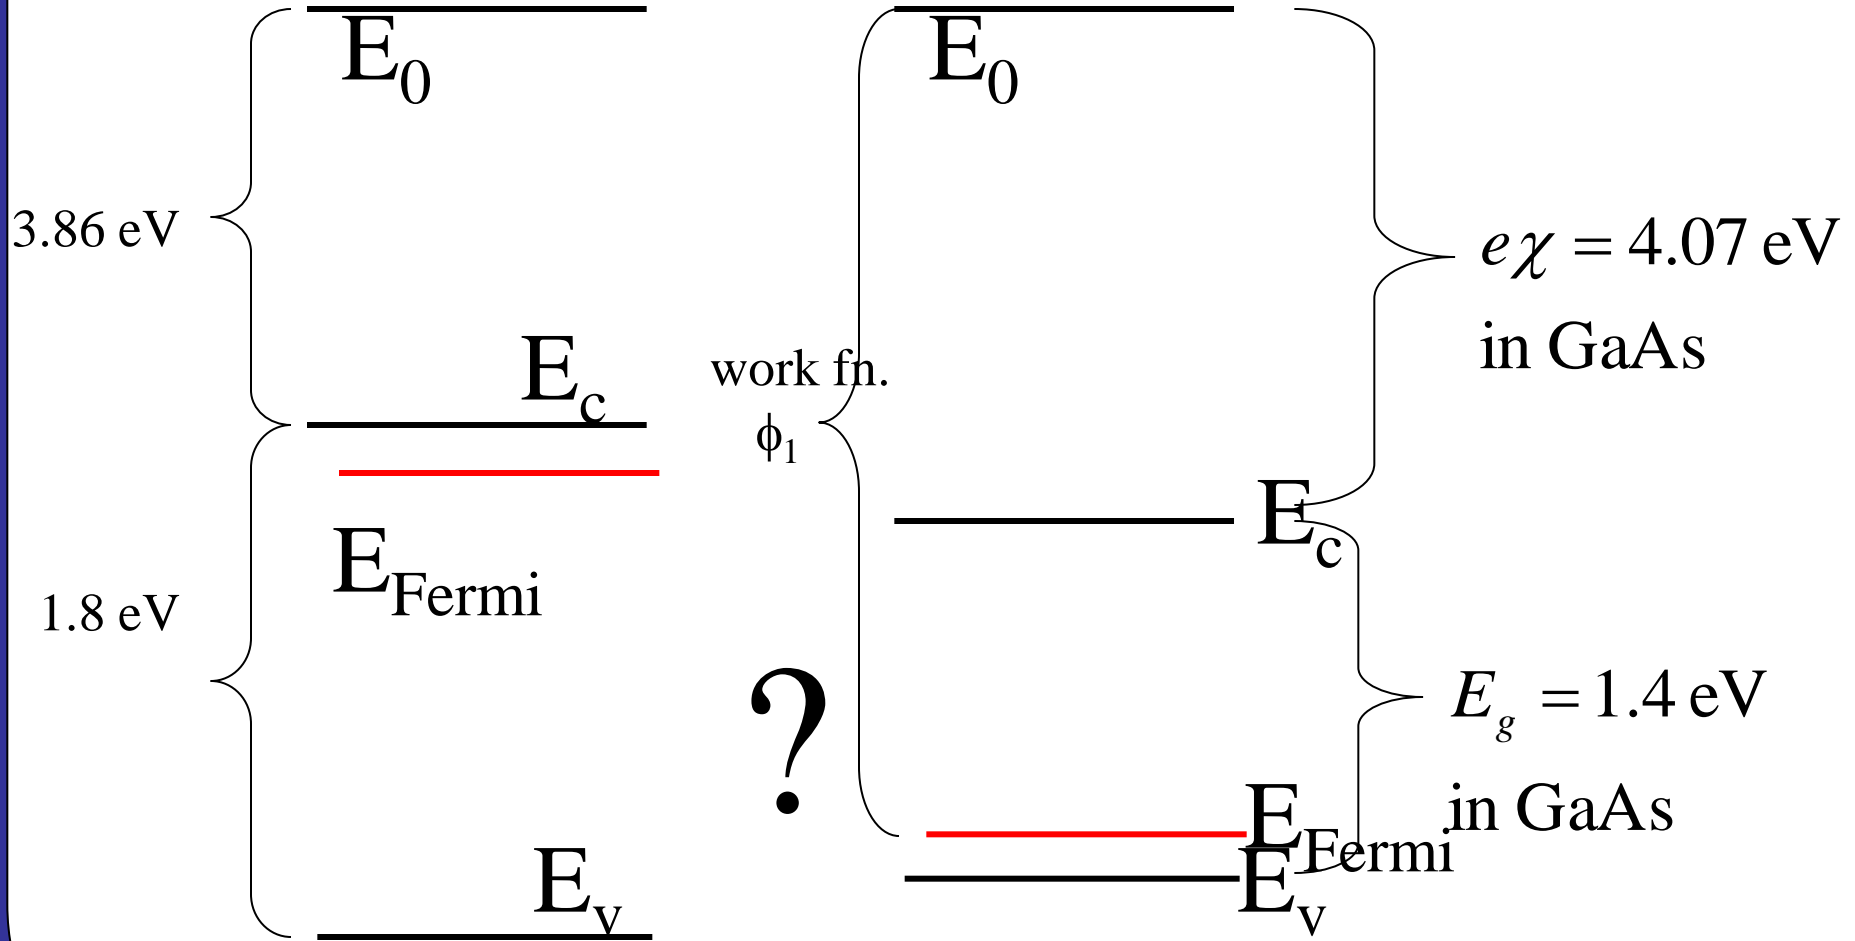 E0
E0
3.86 eV
eχ = 4.07 eV
in GaAs
Ec
work fn.
ϕ1
Ec
EFermi
1.8 eV
?
Eg = 1.4 eV
in GaAs
EFermi
Ev
Ev